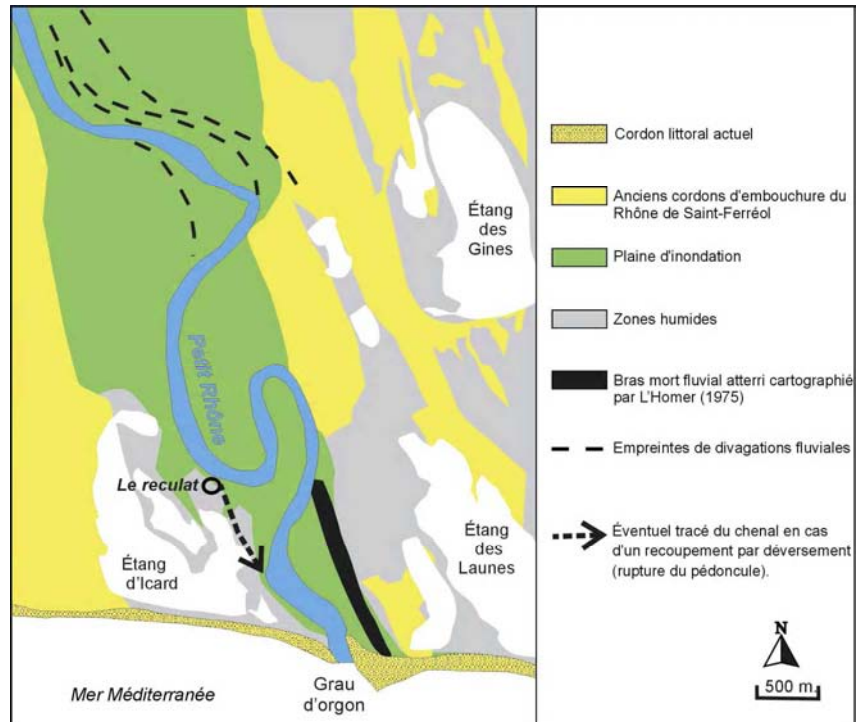 Étang
des
Gines
Petit Rhône
Le reculat
Étang
d'Icard
Étang
des
Launes
Grau
d'orgon
Mer Méditerranée
Cordon littoral actuel
Anciens cordons d'embouchure du
Rhône de Saint-Ferréol
Plaine d'inondation
Zones humides
Bras mort fluvial atterri cartographié
par L'Homer (1975)
Empreintes de divagations fluviales
Éventuel tracé du chenal en cas
d'un recoupement par déversement
(rupture du pédoncule).
N
500 m.